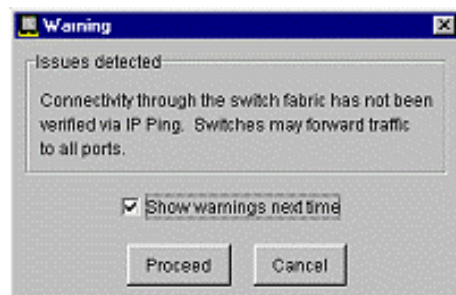 Warning
Issues detected
Connectivity through the switch fabric has not been
verified via IP Ping. Switches may forward traffic
to all ports.
Show warnings next time
Proceed Cancel